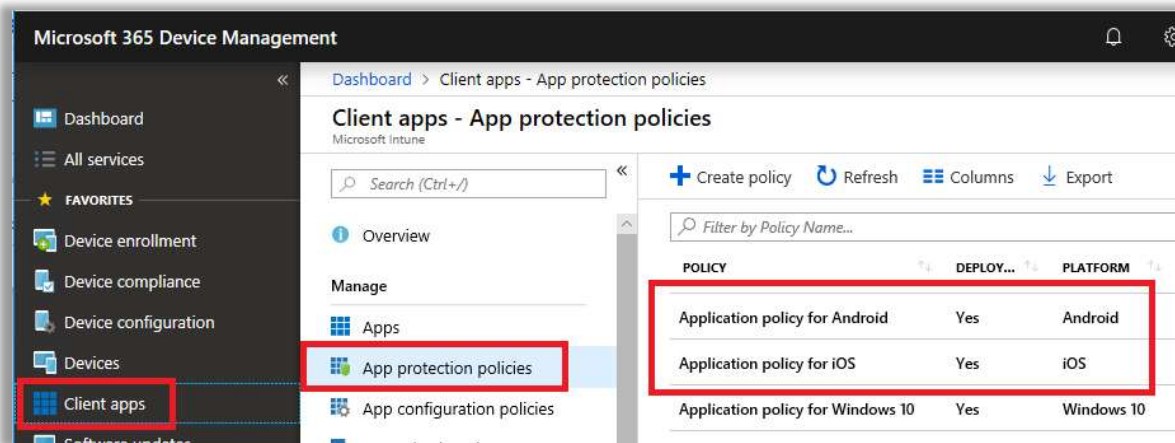 Microsoft 365 Device Management
«
Dashboard
All services
FAVORITES
Device enrollment
Device compliance
Device configuration
Devices
Client apps
Software updates
Dashboard > Client apps - App protection policies
Client apps - App protection policies
Microsoft Intune
Search (Ctrl+/)
«
Overview
Manage
Apps
App protection policies
App configuration policies
Create policy Refresh Columns Export
Filter by Policy Name...
POLICY DEPLOY... PLATFORM
Application policy for Android Yes Android
Application policy for iOS Yes iOS
Application policy for Windows 10 Yes Windows 10